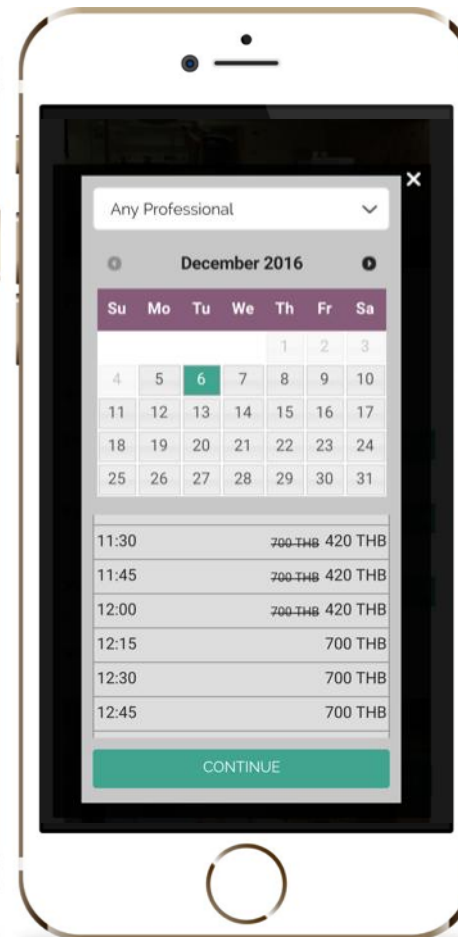 ×
Any Professional
December 2016
Su Mo Tu We Th Fr Sa
1 2 3
4 5 6 7 8 9 10
11 12 13 14 15 16 17
18 19 20 21 22 23 24
25 26 27 28 29 30 31
11:30 700 THB 420 THB
11:45 700 THB 420 THB
12:00 700 THB 420 THB
12:15 700 THB
12:30 700 THB
12:45 700 THB
CONTINUE